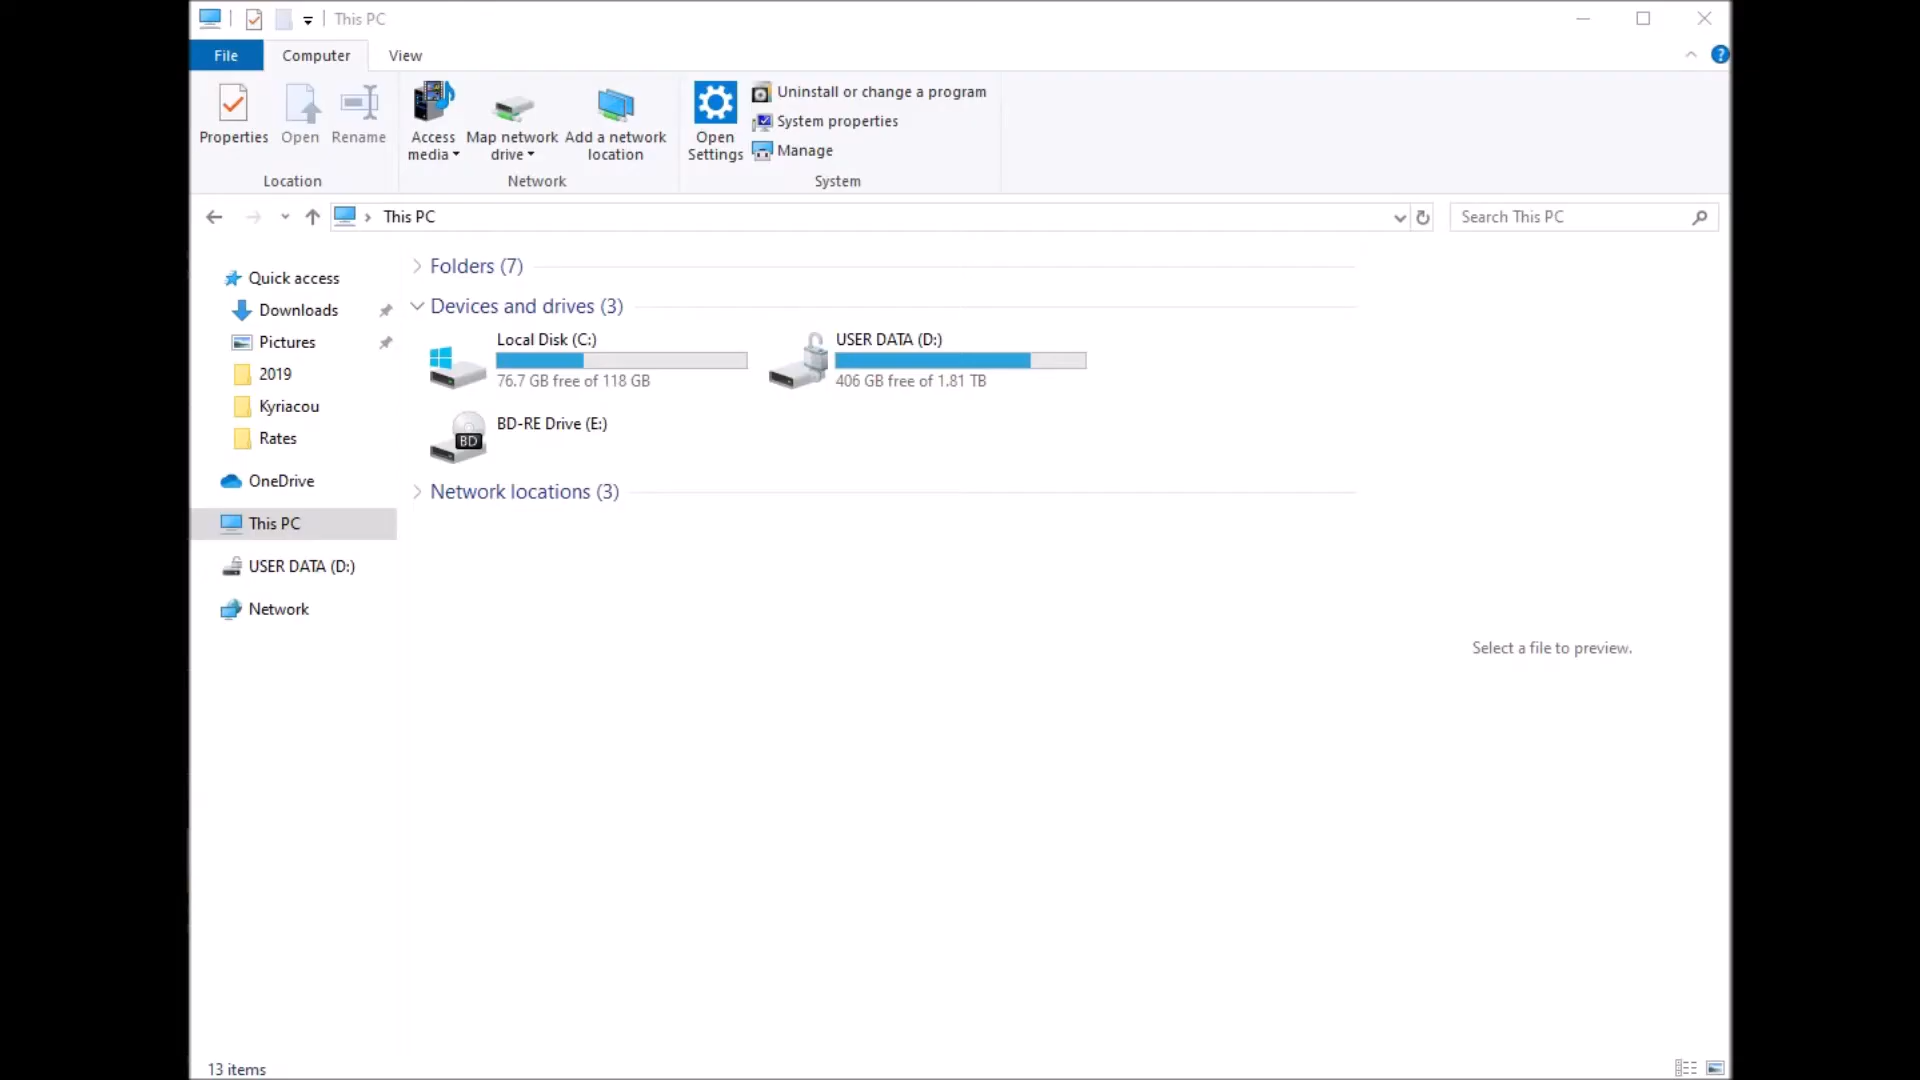 This PC
File
Computer
View
?
Properties
Open
Rename
Access
media
Map network
drive
Add a network
location
Open
Settings
Uninstall or change a program
System properties
Manage
Location
Network
System
This PC
Search This PC
Quick access
Downloads
Pictures
2019
Kyriacou
Rates
OneDrive
This PC
USER DATA (D:)
Network
Folders (7)
Devices and drives (3)
Local Disk (C:)
76.7 GB free of 118 GB
USER DATA (D:)
406 GB free of 1.81 TB
BD
BD-RE Drive (E:)
Network locations (3)
Select a file to preview.
13 items